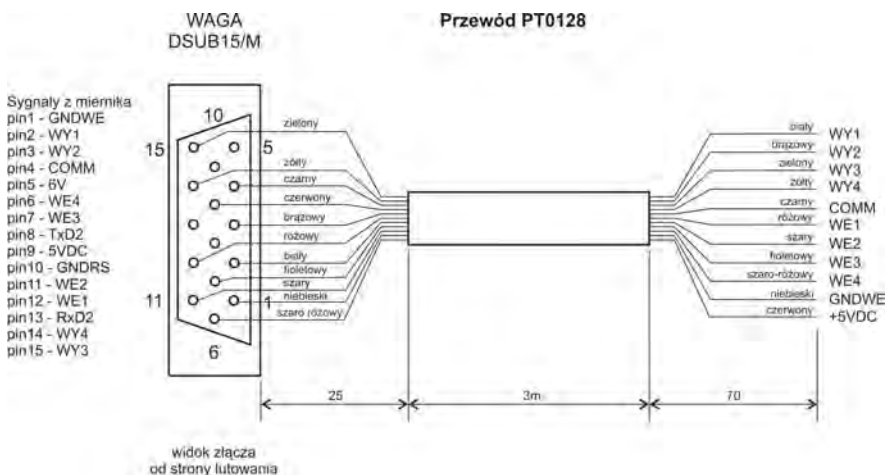 WAGA
DSUB15/M
Przewód PT0128
Sygnały z miernika
pin1 - GNDWE
pin2 - WY1
pin3 - WY2
pin4 - COMM
pin5 - 6V
pin6 - WE4
pin7 - WE3
pin8 - TxD2
pin9 - 5VDC
pin10 - GNDRS
pin11 - WE2
pin12 - WE1
pin13 - RxD2
pin14 - WY4
pin15 - WY3
10
15
5
11
1
6
zielony
żółty
czarny
czerwony
brązowy
różowy
biały
fioletowy
szary
niebieski
szaro różowy
biały WY1
brązowy WY2
zielony WY3
żółty WY4
czarny COMM
różowy WE1
szary WE2
fioletowy WE3
szaro-różowy WE4
niebieski GNDWE
czerwony +5VDC
25
3m
70
widok złącza
od strony lutowania